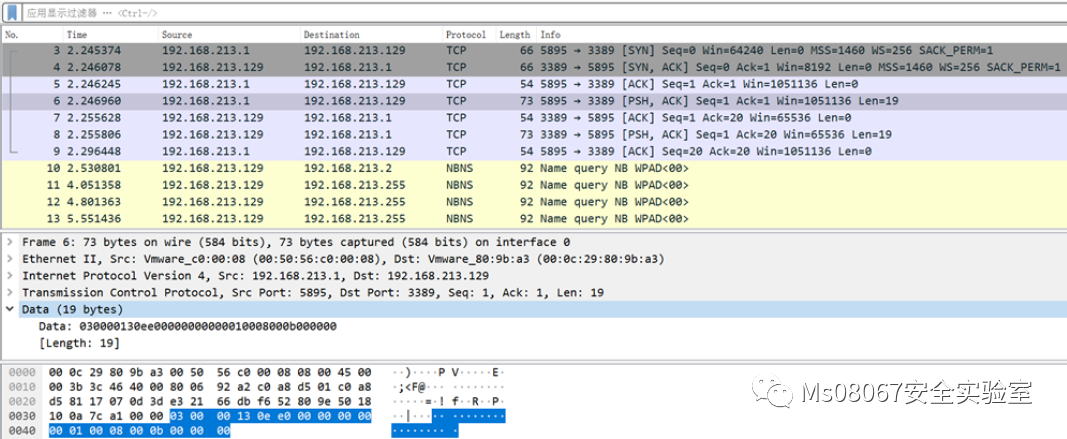 应用显示过滤器 … <Ctrl-/>
No. Time Source Destination Protocol Length Info
3 2.245374 192.168.213.1 192.168.213.129 TCP 66 5895 → 3389 [SYN] Seq=0 Win=64240 Len=0 MSS=1460 WS=256 SACK_PERM=1
4 2.246078 192.168.213.129 192.168.213.1 TCP 66 3389 → 5895 [SYN, ACK] Seq=0 Ack=1 Win=8192 Len=0 MSS=1460 WS=256 SACK_PERM=1
5 2.246245 192.168.213.1 192.168.213.129 TCP 54 5895 → 3389 [ACK] Seq=1 Ack=1 Win=1051136 Len=0
6 2.246960 192.168.213.1 192.168.213.129 TCP 73 5895 → 3389 [PSH, ACK] Seq=1 Ack=1 Win=1051136 Len=19
7 2.255628 192.168.213.129 192.168.213.1 TCP 54 3389 → 5895 [ACK] Seq=1 Ack=20 Win=65536 Len=0
8 2.255806 192.168.213.129 192.168.213.1 TCP 73 3389 → 5895 [PSH, ACK] Seq=1 Ack=20 Win=65536 Len=19
9 2.296448 192.168.213.1 192.168.213.129 TCP 54 5895 → 3389 [ACK] Seq=20 Ack=20 Win=1051136 Len=0
10 2.530801 192.168.213.129 192.168.213.2 NBNS 92 Name query NB WPAD<00>
11 4.051358 192.168.213.129 192.168.213.255 NBNS 92 Name query NB WPAD<00>
12 4.801363 192.168.213.129 192.168.213.255 NBNS 92 Name query NB WPAD<00>
13 5.551436 192.168.213.129 192.168.213.255 NBNS 92 Name query NB WPAD<00>
Frame 6: 73 bytes on wire (584 bits), 73 bytes captured (584 bits) on interface 0
Ethernet II, Src: Vmware_c0:00:08 (00:50:56:c0:00:08), Dst: Vmware_80:9b:a3 (00:0c:29:80:9b:a3)
Internet Protocol Version 4, Src: 192.168.213.1, Dst: 192.168.213.129
Transmission Control Protocol, Src Port: 5895, Dst Port: 3389, Seq: 1, Ack: 1, Len: 19
Data (19 bytes)
Data: 030000130ee00000000000010008000b000000
[Length: 19]
0000 00 0c 29 80 9b a3 00 50 56 c0 00 08 08 00 45 00 ··)····P V·····E·
0010 00 3b 3c 46 40 00 80 06 92 a2 c0 a8 d5 01 c0 a8 ·;<F@··· ········
0020 d5 81 17 07 0d 3d e3 21 66 db f6 52 80 9e 50 18 ·····=·! f··R··P·
0030 10 0a 7c a1 00 00 03 00 00 13 0e e0 00 00 00 00 ··|····· ········
0040 00 01 00 08 00 0b 00 00 00 ········ ·
Ms08067安全实验室